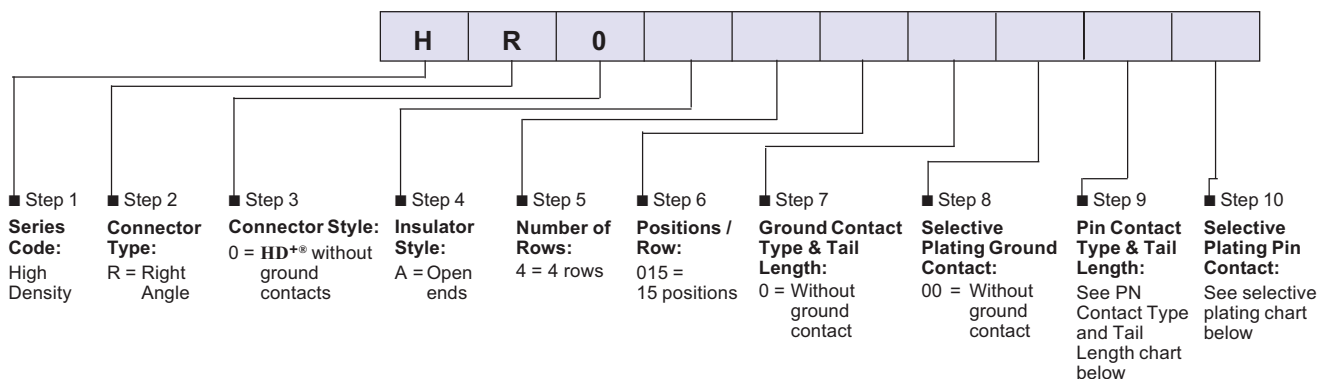 H R 0
■ Step 1
Series
Code:
High
Density
■ Step 2
Connector
Type:
R = Right
Angle
■ Step 3
Connector Style:
0 = HD+® without
ground
contacts
■ Step 4
Insulator
Style:
A = Open
ends
■ Step 5
Number of
Rows:
4 = 4 rows
■ Step 6
Positions /
Row:
015 =
15 positions
■ Step 7
Ground Contact
Type & Tail
Length:
0 = Without
ground
contact
■ Step 8
Selective
Plating Ground
Contact:
00 = Without
ground
contact
■ Step 9
Pin Contact
Type & Tail
Length:
See PN
Contact Type
and Tail
Length chart
below
■ Step 10
Selective
Plating Pin
Contact:
See selective
plating chart
below